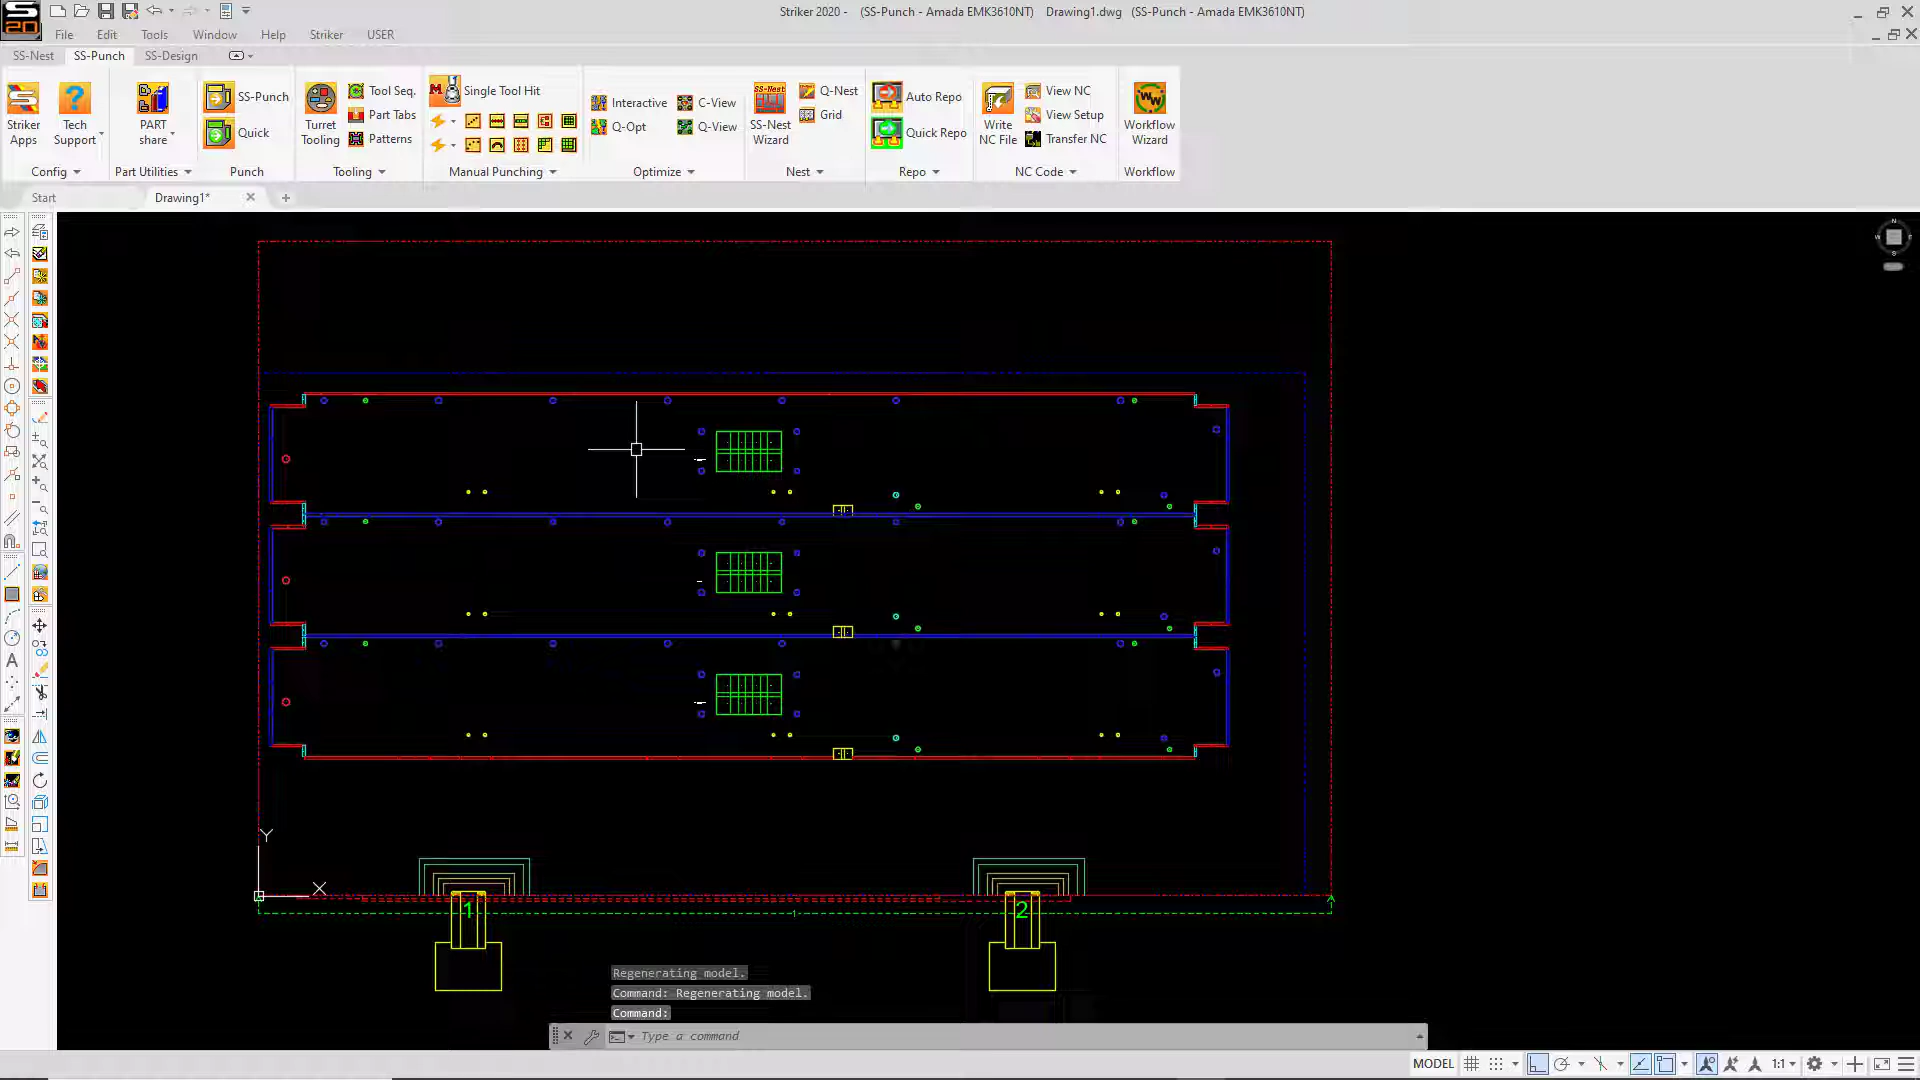 Striker 2020 - (SS-Punch - Amada EMK3610NT) Drawing1.dwg (SS-Punch - Amada EMK3610NT)
S
20
File Edit Tools Window Help Striker USER
SS-Nest SS-Punch SS-Design
Striker Apps
Tech Support
Config
PART share
Part Utilities
SS-Punch
Quick
Punch
Turret Tooling
Tool Seq.
Part Tabs
Patterns
Tooling
Single Tool Hit
Manual Punching
Interactive
C-View
Q-Opt
Q-View
Optimize
SS-Nest
SS-Nest Wizard
Q-Nest
Grid
Nest
Auto Repo
Quick Repo
Repo
Write NC File
View NC
View Setup
Transfer NC
NC Code
Workflow Wizard
Workflow
Start Drawing1*
N
S
Y
X
1
1
2
Regenerating model.
Command: Regenerating model.
Command:
Type a command
MODEL 1:1